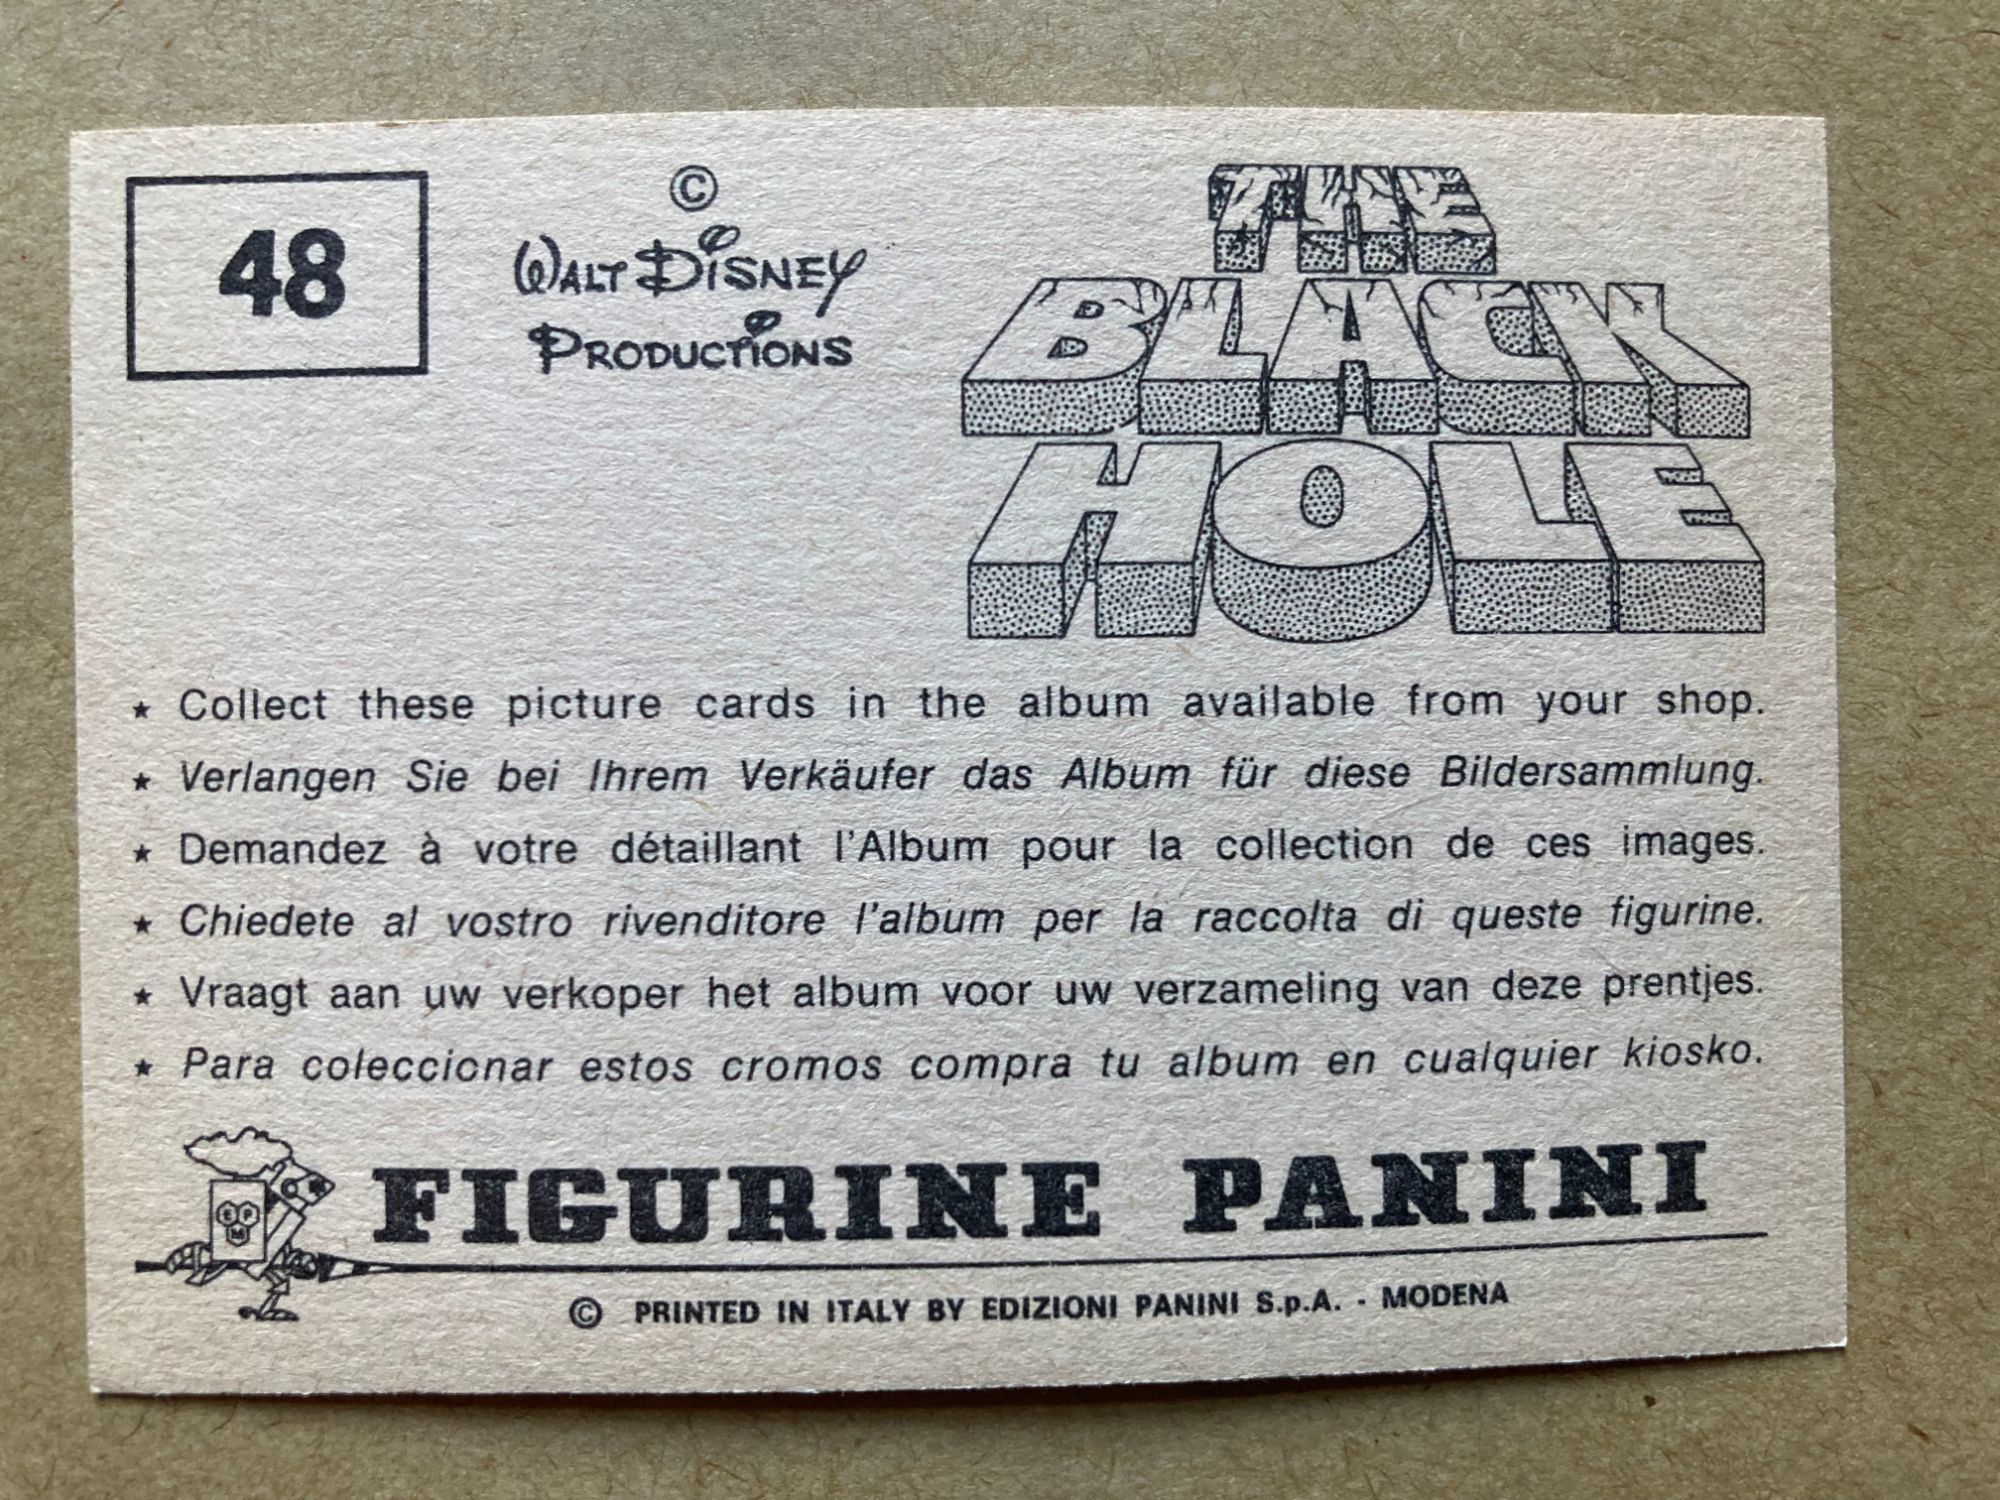 48
©
WALT DISNEY
PRODUCTIONS
THE
BLACK
HOLE
★ Collect these picture cards in the album available from your shop.
★ Verlangen Sie bei Ihrem Verkäufer das Album für diese Bildersammlung.
★ Demandez à votre détaillant l'Album pour la collection de ces images.
★ Chiedete al vostro rivenditore l'album per la raccolta di queste figurine.
★ Vraagt aan uw verkoper het album voor uw verzameling van deze prentjes.
★ Para coleccionar estos cromos compra tu album en cualquier kiosko.
E P
M
FIGURINE PANINI
© PRINTED IN ITALY BY EDIZIONI PANINI S.p.A. - MODENA